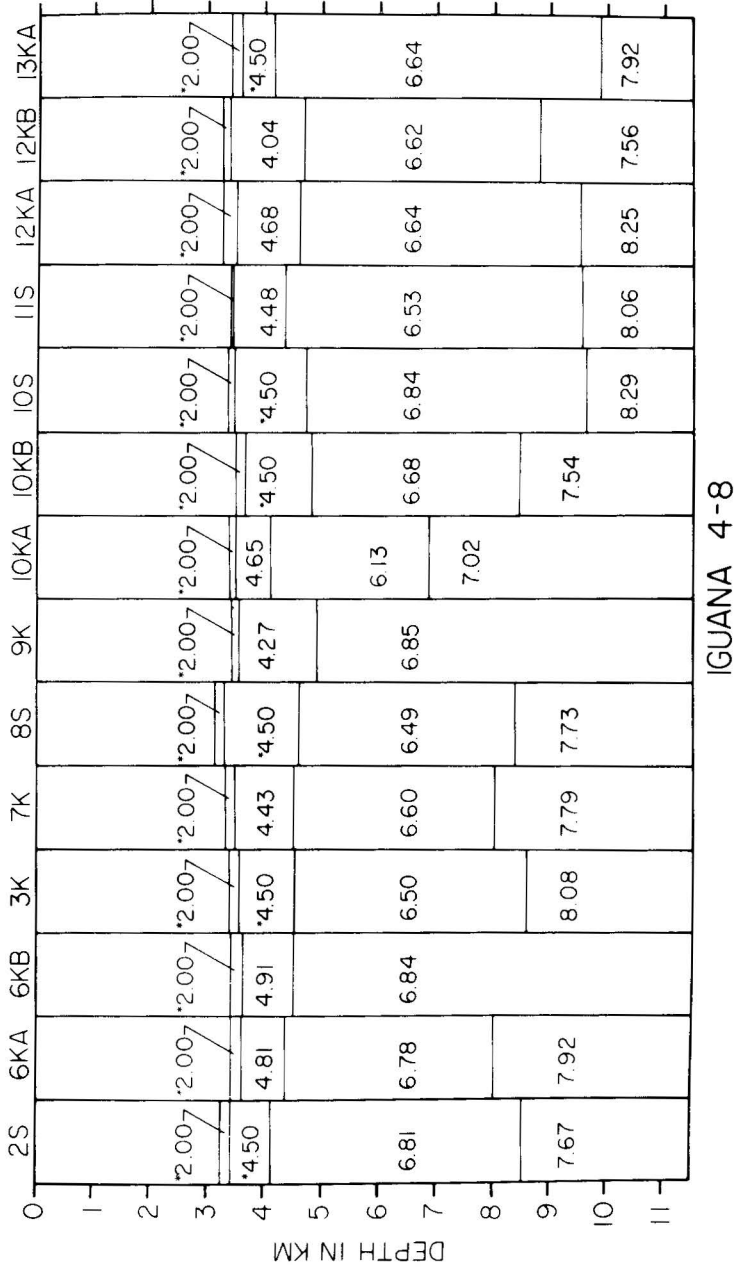 2S 6KA 6KB 3K 7K 8S 9K 10KA 10KB 10S 11S 12KA 12KB 13KA
0
1
2
3
4
5
6
7
8
9
10
11
DEPTH IN KM
*2.00 *2.00 *2.00 *2.00 *2.00 *2.00 *2.00 *2.00 *2.00 *2.00 *2.00 *2.00 *2.00 *2.00
*4.50 4.81 4.91 *4.50 4.43 *4.50 4.27 4.65 *4.50 *4.50 4.48 4.68 4.04 *4.50
6.81 6.78 6.84 6.50 6.60 6.49 6.85 6.13 6.68 6.84 6.53 6.64 6.62 6.64
7.67 7.92 8.08 7.79 7.73 7.02 7.54 8.29 8.06 8.25 7.56 7.92
IGUANA 4-8